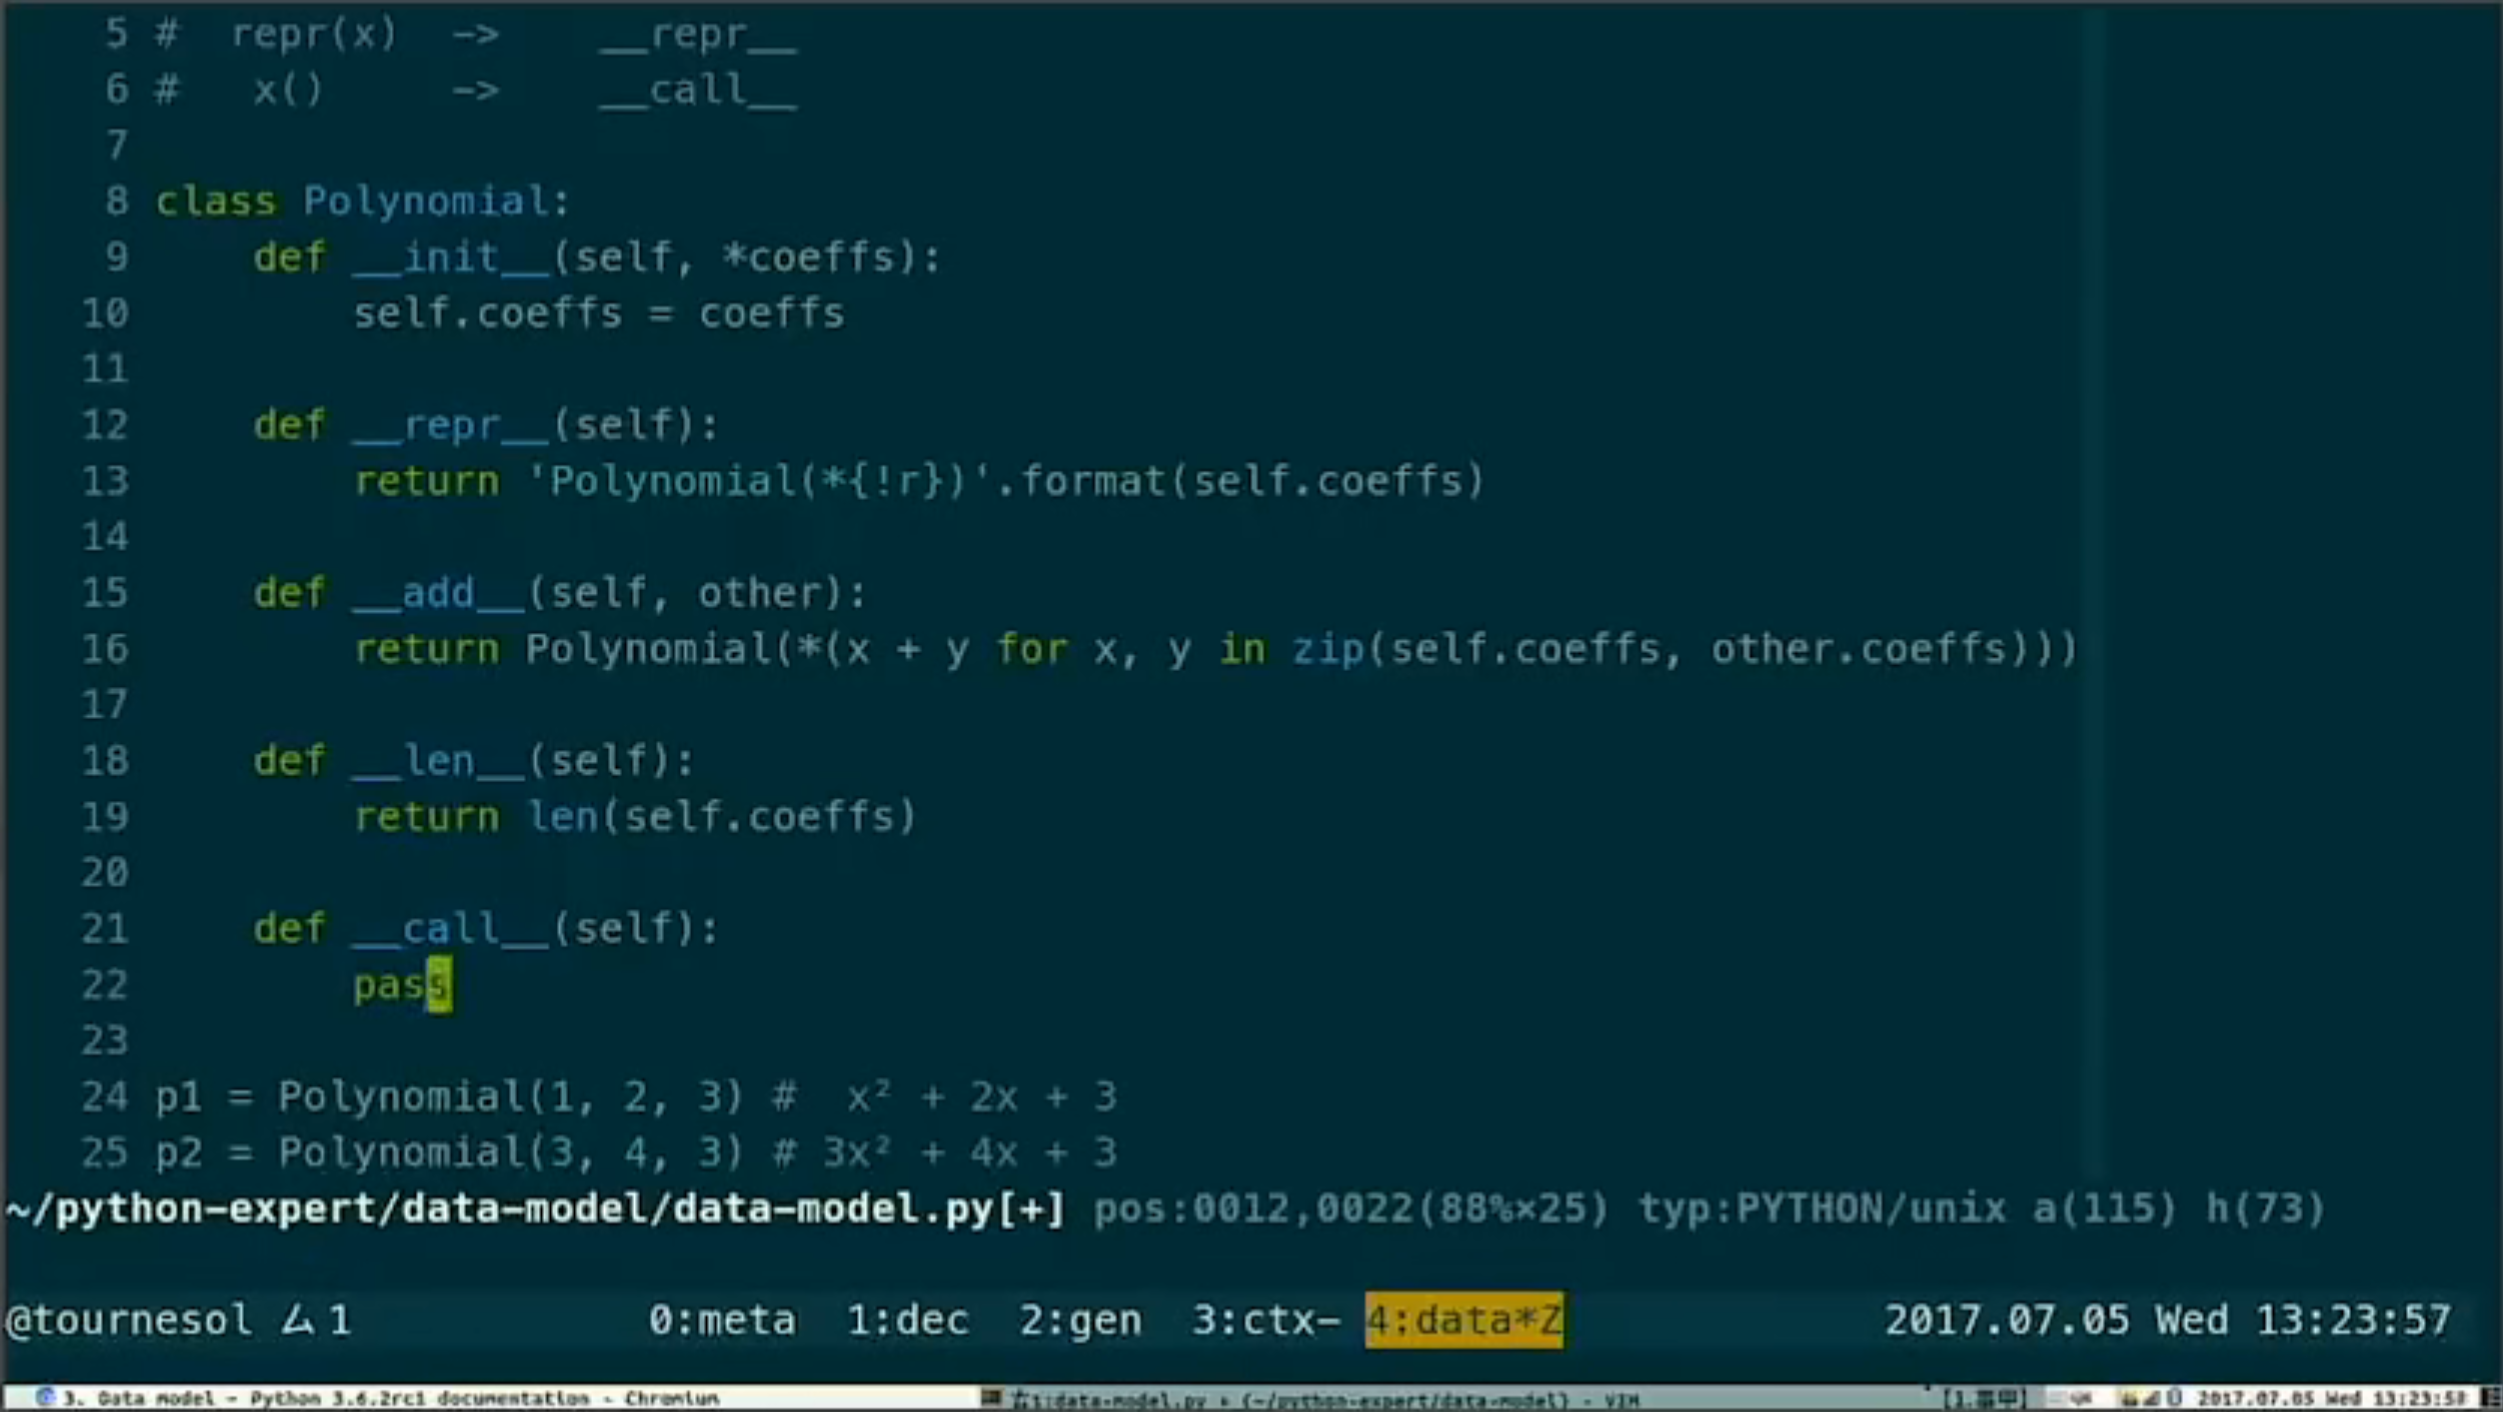 5 #  repr(x)  ->    __repr__
6 #   x()     ->    __call__
7
8 class Polynomial:
9     def __init__(self, *coeffs):
10         self.coeffs = coeffs
11
12     def __repr__(self):
13         return 'Polynomial(*{!r})'.format(self.coeffs)
14
15     def __add__(self, other):
16         return Polynomial(*(x + y for x, y in zip(self.coeffs, other.coeffs)))
17
18     def __len__(self):
19         return len(self.coeffs)
20
21     def __call__(self):
22         pass
23
24 p1 = Polynomial(1, 2, 3) #  x² + 2x + 3
25 p2 = Polynomial(3, 4, 3) # 3x² + 4x + 3
~/python-expert/data-model/data-model.py[+] pos:0012,0022(88%×25) typ:PYTHON/unix a(115) h(73)
@tournesol 1 0:meta 1:dec 2:gen 3:ctx- 4:data*Z 2017.07.05 Wed 13:23:57
3. Data model - Python 3.6.2rc1 documentation - Chromium 1:data-model.py + (~/python-expert/data-model) - VIM 2017.07.05 Wed 13:23:58